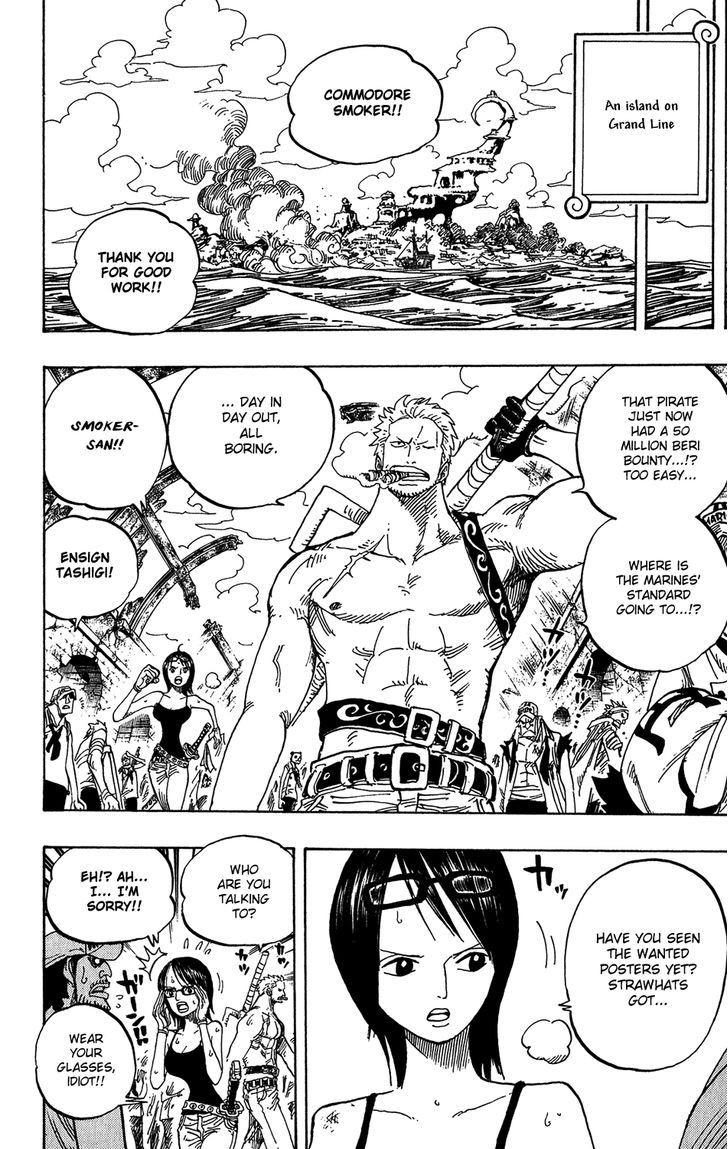 An island on
Grand Line
COMMODORE
SMOKER!!
THANK YOU
FOR GOOD
WORK!!
THAT PIRATE
JUST NOW
HAD A 50
MILLION BERI
BOUNTY...!?
TOO EASY...
WHERE IS
THE MARINES'
STANDARD
GOING TO...!?
... DAY IN
DAY OUT,
ALL
BORING.
SMOKER-
SAN!!
ENSIGN
TASHIGI!
HAVE YOU SEEN
THE WANTED
POSTERS YET?
STRAWHATS
GOT...
WHO
ARE YOU
TALKING
TO?
EH!? AH...
I... I'M
SORRY!!
WEAR
YOUR
GLASSES,
IDIOT!!